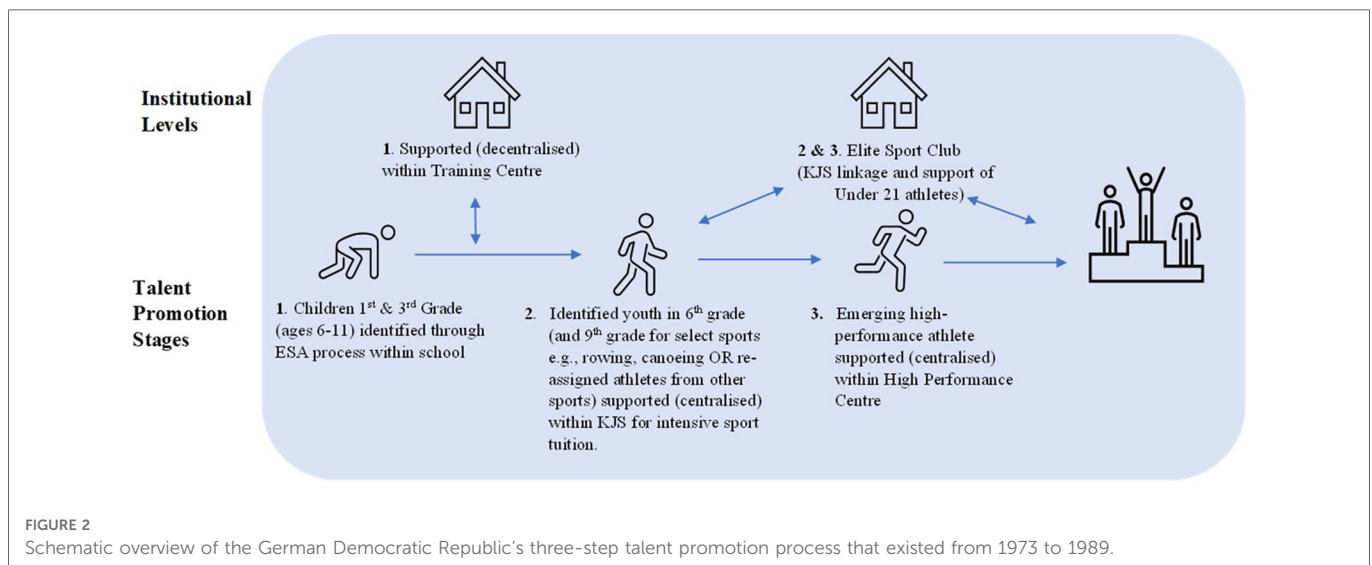 Institutional
Levels
1. Supported (decentralised)
within Training Centre
2 & 3. Elite Sport Club
(KJS linkage and support of
Under 21 athletes)
Talent
Promotion
Stages
1. Children 1st & 3rd Grade
(ages 6-11) identified through
ESA process within school
2. Identified youth in 6th grade
(and 9th grade for select sports
e.g., rowing, canoeing OR re-
assigned athletes from other
sports) supported (centralised)
within KJS for intensive sport
tuition.
3. Emerging high-
performance athlete
supported (centralised)
within High Performance
Centre
FIGURE 2
Schematic overview of the German Democratic Republic's three-step talent promotion process that existed from 1973 to 1989.